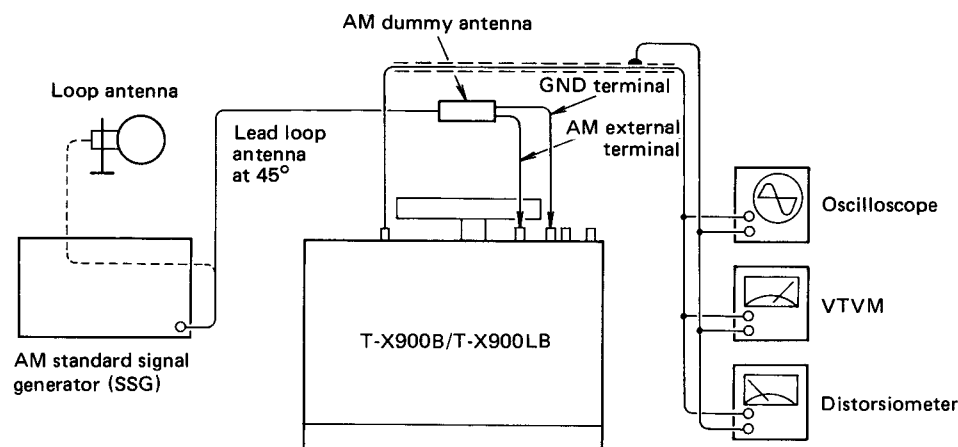 AM dummy antenna
GND terminal
Loop antenna
AM external
terminal
Lead loop
antenna
at 45°
Oscilloscope
VTVM
T-X900B/T-X900LB
AM standard signal
generator (SSG)
Distorsiometer